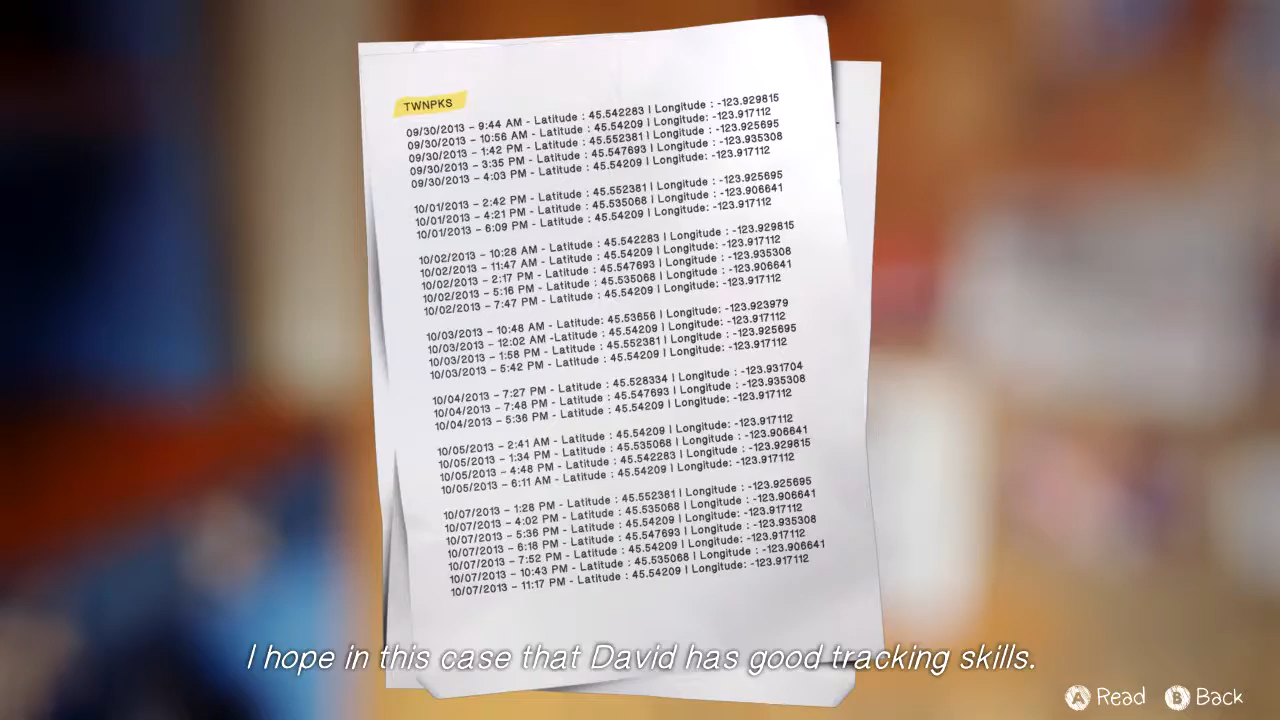 TWNPKS
09/30/2013 – 9:44 AM - Latitude : 45.542283 | Longitude : -123.929815
09/30/2013 – 10:56 AM - Latitude : 45.54209 | Longitude: -123.917112
09/30/2013 – 1:42 PM - Latitude : 45.552381 | Longitude : -123.925695
09/30/2013 – 3:35 PM - Latitude : 45.547693 | Longitude : -123.935308
09/30/2013 – 4:03 PM - Latitude : 45.54209 | Longitude: -123.917112
10/01/2013 – 2:42 PM - Latitude : 45.552381 | Longitude : -123.925695
10/01/2013 – 4:21 PM - Latitude : 45.535068 | Longitude : -123.906641
10/01/2013 – 6:09 PM - Latitude : 45.54209 | Longitude: -123.917112
10/02/2013 – 10:28 AM - Latitude : 45.542283 | Longitude : -123.929815
10/02/2013 – 11:47 AM - Latitude : 45.54209 | Longitude: -123.917112
10/02/2013 – 2:17 PM - Latitude : 45.547693 | Longitude : -123.935308
10/02/2013 – 5:16 PM - Latitude : 45.535068 | Longitude : -123.906641
10/02/2013 – 7:47 PM - Latitude : 45.54209 | Longitude: -123.917112
10/03/2013 – 10:48 AM - Latitude: 45.53656 | Longitude: -123.923979
10/03/2013 – 12:02 AM -Latitude : 45.54209 | Longitude: -123.917112
10/03/2013 – 1:58 PM - Latitude : 45.552381 | Longitude : -123.925695
10/03/2013 – 5:42 PM - Latitude : 45.54209 | Longitude: -123.917112
10/04/2013 – 7:27 PM - Latitude : 45.528334 | Longitude : -123.931704
10/04/2013 – 7:48 PM - Latitude : 45.547693 | Longitude : -123.935308
10/04/2013 – 5:36 PM - Latitude : 45.54209 | Longitude: -123.917112
10/05/2013 – 2:41 AM - Latitude : 45.54209 | Longitude: -123.917112
10/05/2013 – 1:34 PM - Latitude : 45.535068 | Longitude : -123.906641
10/05/2013 – 4:48 PM - Latitude : 45.542283 | Longitude : -123.929815
10/05/2013 – 6:11 AM - Latitude : 45.54209 | Longitude: -123.917112
10/07/2013 – 1:28 PM - Latitude : 45.552381 | Longitude : -123.925695
10/07/2013 – 4:02 PM - Latitude : 45.535068 | Longitude : -123.906641
10/07/2013 – 5:36 PM - Latitude : 45.54209 | Longitude: -123.917112
10/07/2013 – 6:18 PM - Latitude : 45.547693 | Longitude : -123.935308
10/07/2013 – 7:52 PM - Latitude : 45.54209 | Longitude: -123.917112
10/07/2013 – 10:43 PM - Latitude : 45.535068 | Longitude : -123.906641
10/07/2013 – 11:17 PM - Latitude : 45.54209 | Longitude: -123.917112
I hope in this case that David has good tracking skills.
A Read B Back